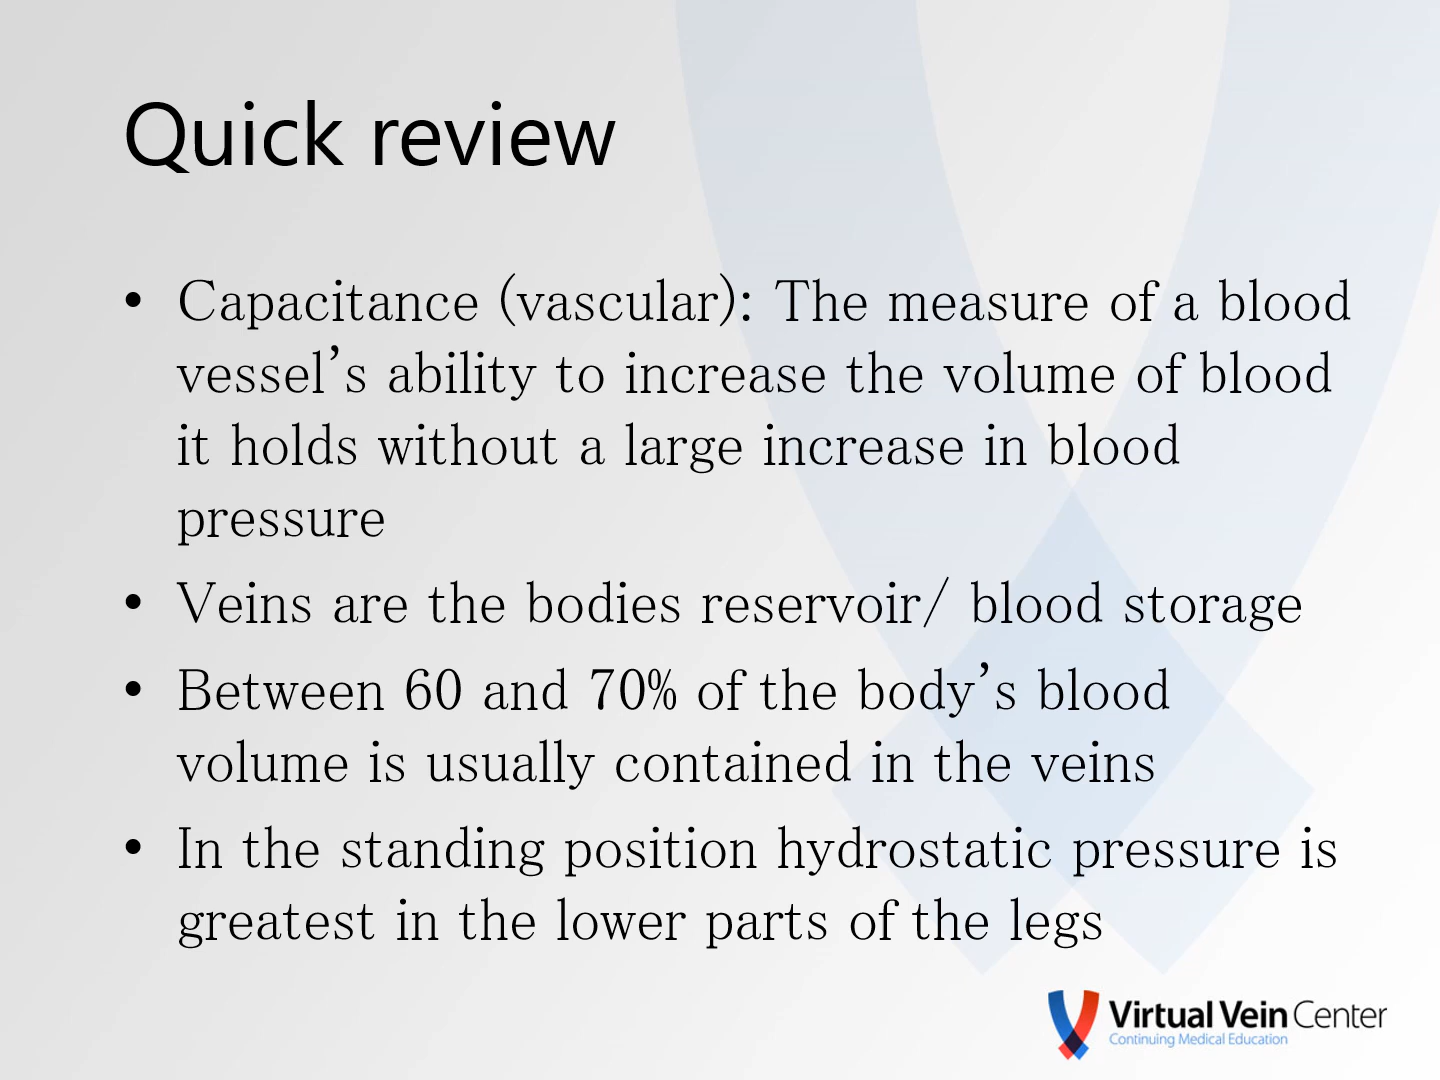 Quick review
• Capacitance (vascular): The measure of a blood
vessel’s ability to increase the volume of blood
it holds without a large increase in blood
pressure
• Veins are the bodies reservoir/ blood storage
• Between 60 and 70% of the body’s blood
volume is usually contained in the veins
• In the standing position hydrostatic pressure is
greatest in the lower parts of the legs
Virtual Vein Center
Continuing Medical Education